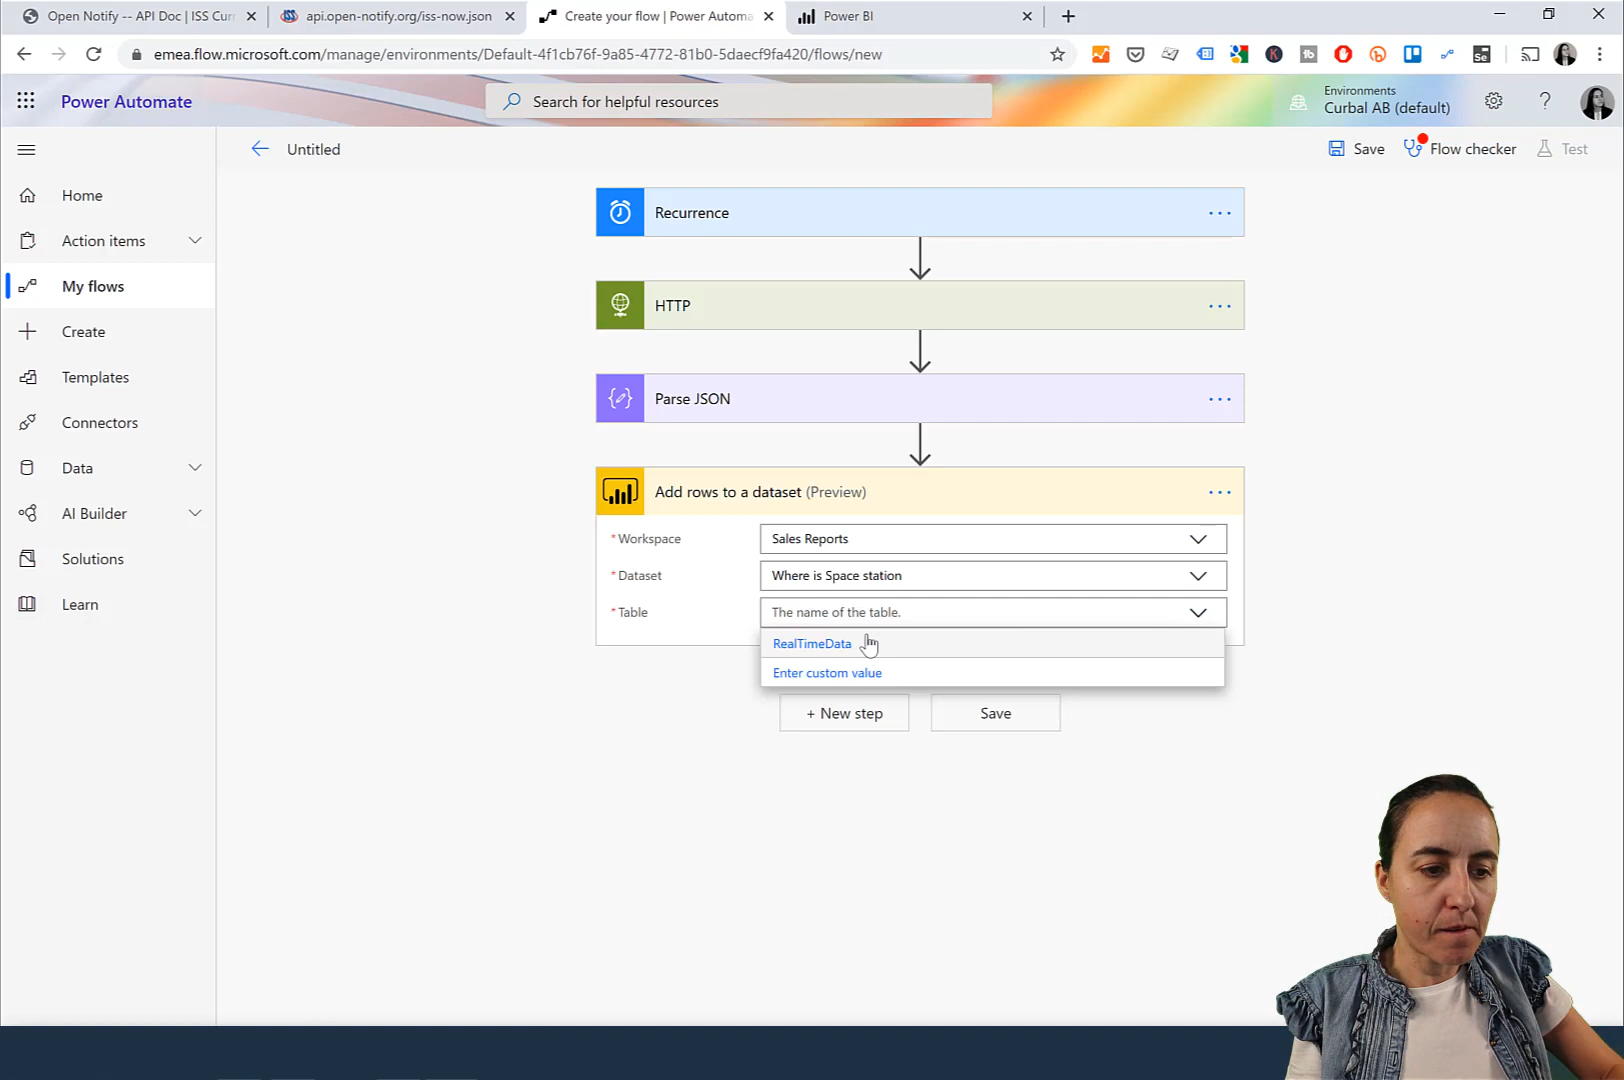 Open Notify -- API Doc | ISS Curr
api.open-notify.org/iss-now.json
Create your flow | Power Automa
Power BI
emea.flow.microsoft.com/manage/environments/Default-4f1cb76f-9a85-4772-81b0-5daecf9fa420/flows/new
Power Automate
Search for helpful resources
Environments
Curbal AB (default)
Untitled
Save
Flow checker
Test
Home
Action items
My flows
Create
Templates
Connectors
Data
AI Builder
Solutions
Learn
Recurrence
HTTP
Parse JSON
Add rows to a dataset (Preview)
* Workspace
Sales Reports
* Dataset
Where is Space station
* Table
The name of the table.
RealTimeData
Enter custom value
+ New step
Save